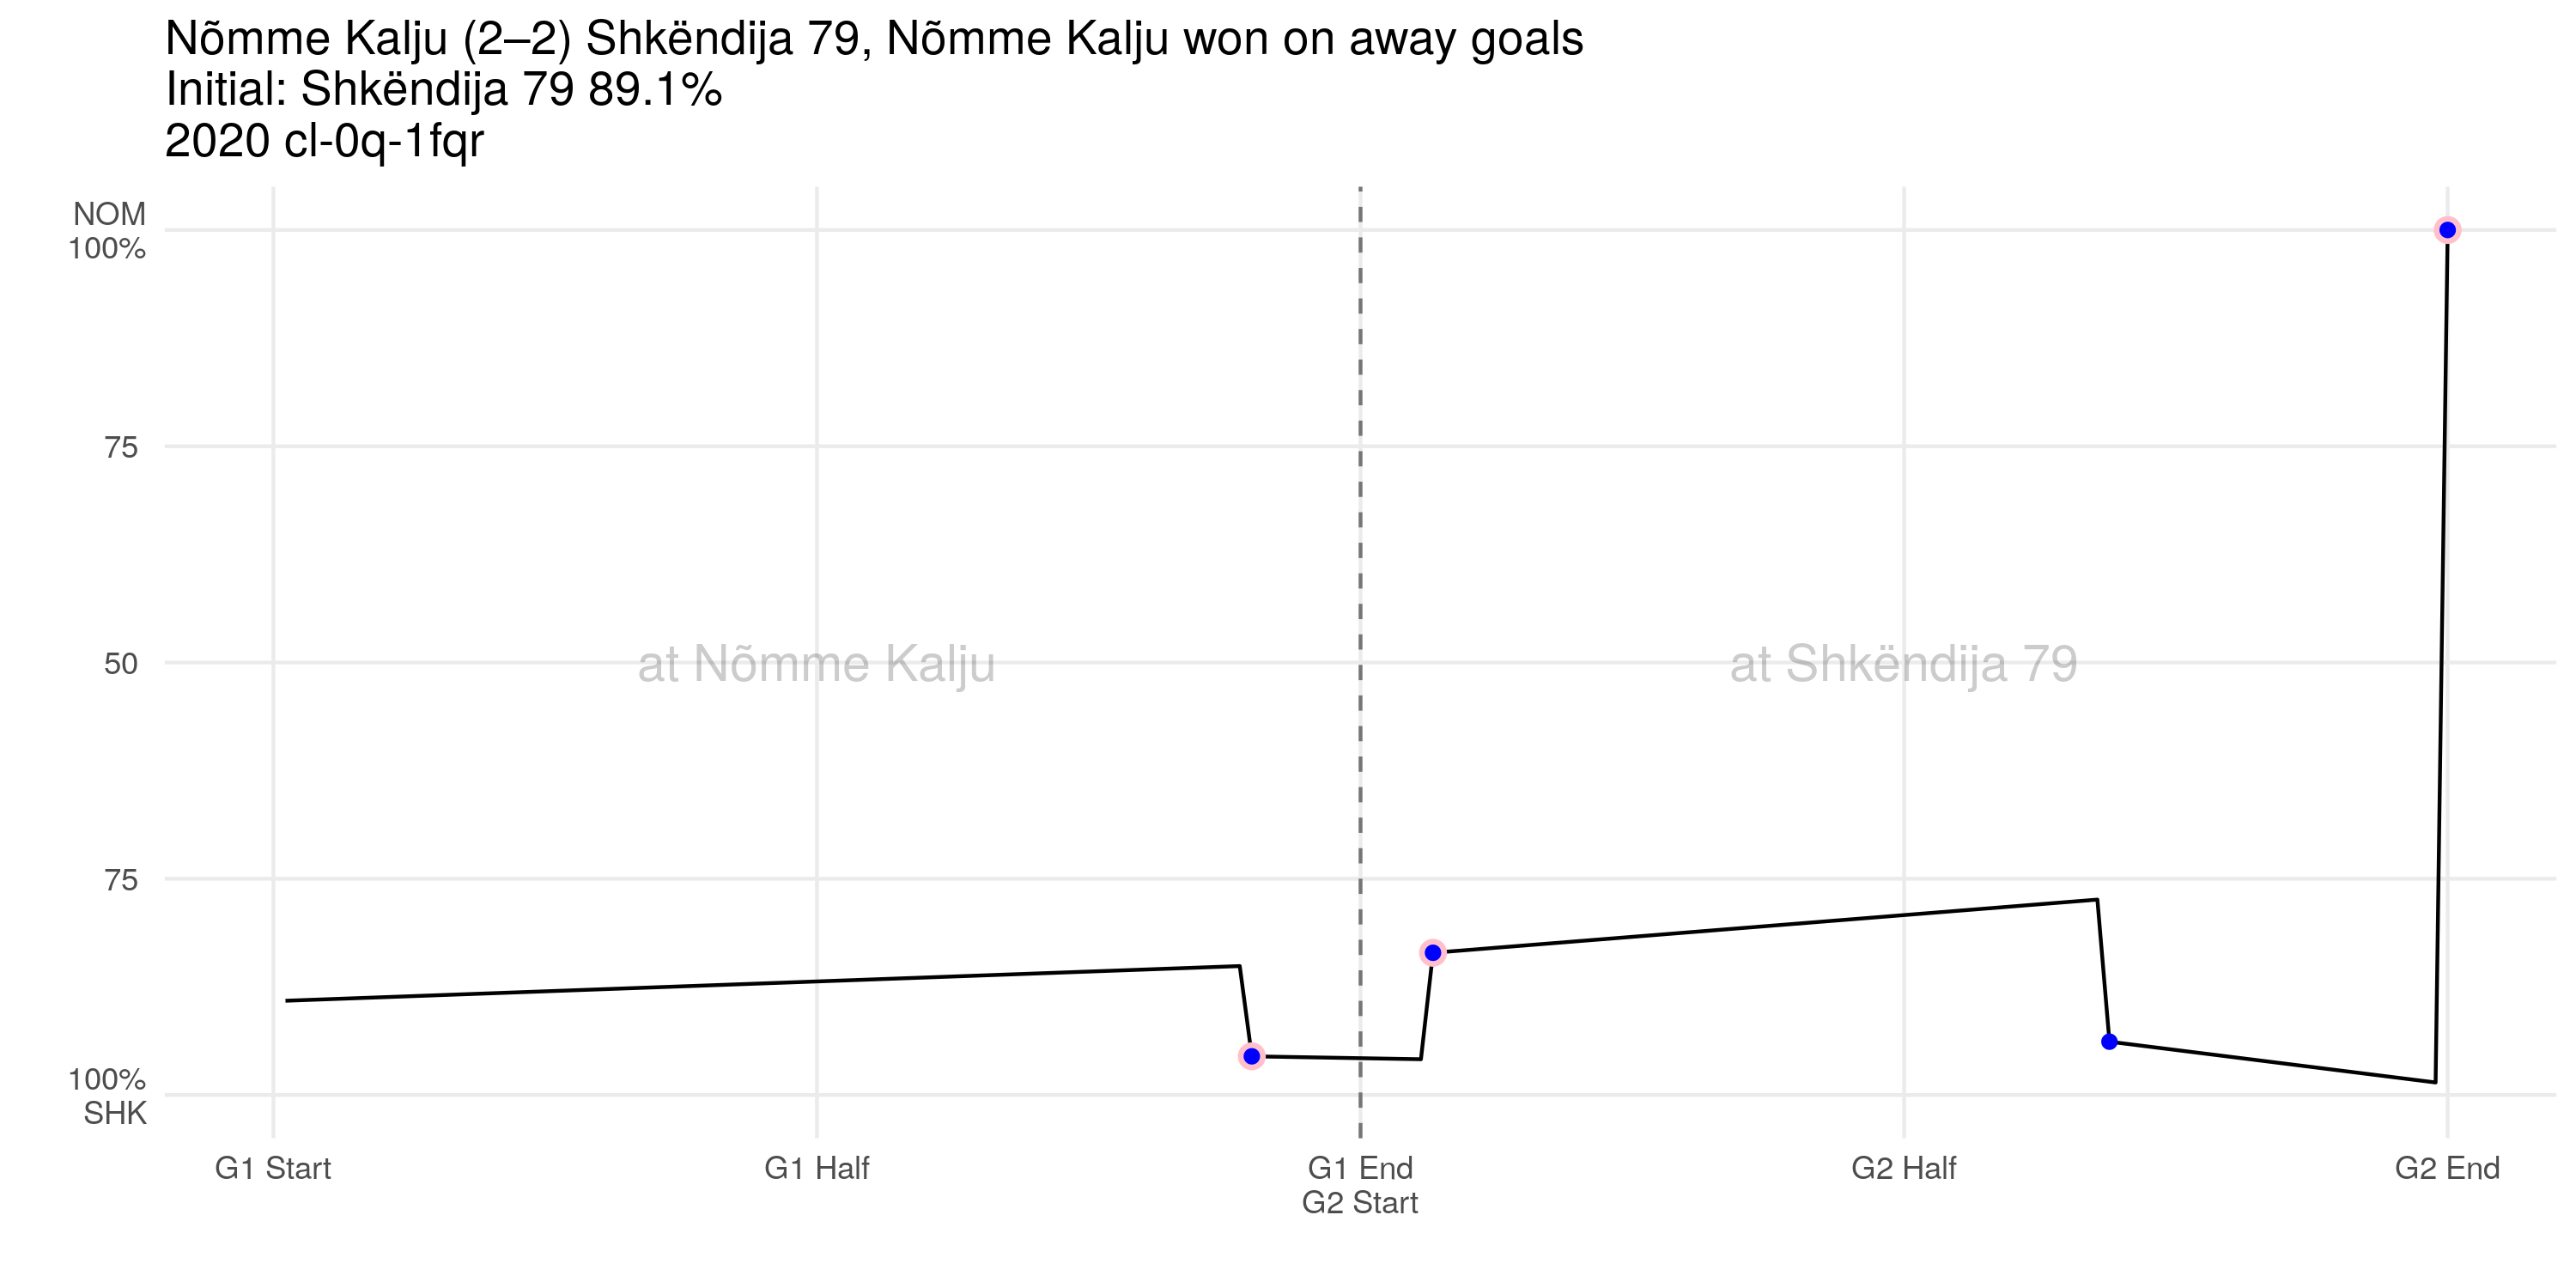 Nõmme Kalju (2–2) Shkëndija 79, Nõmme Kalju won on away goals
Initial: Shkëndija 79 89.1%
2020 cl-0q-1fqr
NOM
100%
75
50
75
100%
SHK
at Nõmme Kalju
at Shkëndija 79
G1 Start
G1 Half
G1 End
G2 Start
G2 Half
G2 End